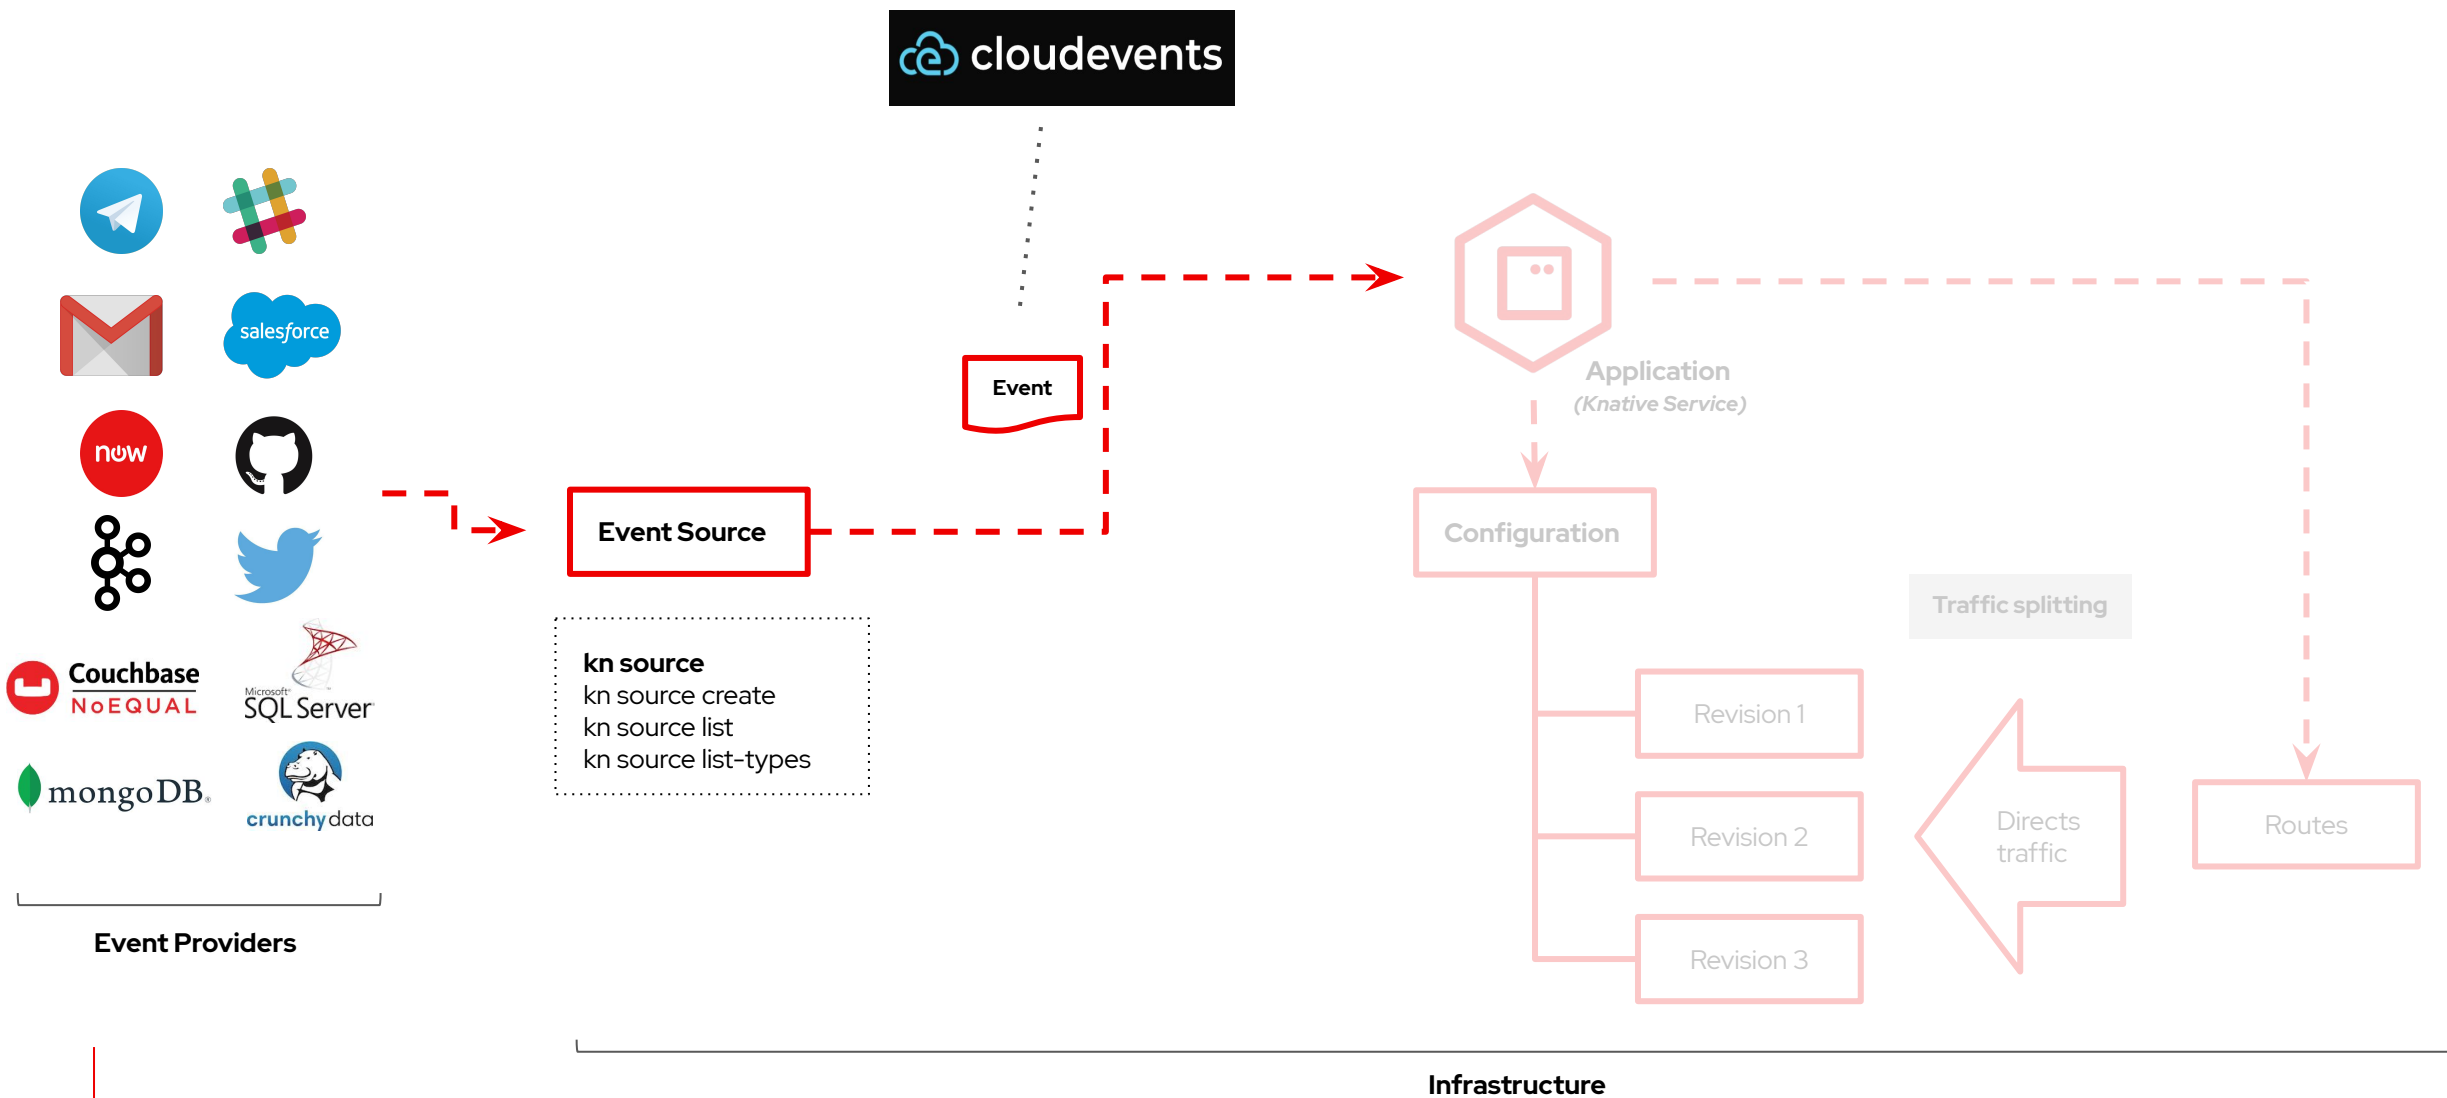 cloudevents
salesforce
now
Couchbase
NoEQUAL
Microsoft®
SQL Server
mongoDB®
crunchy data
Event Providers
Event Source
kn source
kn source create
kn source list
kn source list-types
Event
Application
(Knative Service)
Configuration
Traffic splitting
Revision 1
Revision 2
Revision 3
Directs
traffic
Routes
Infrastructure